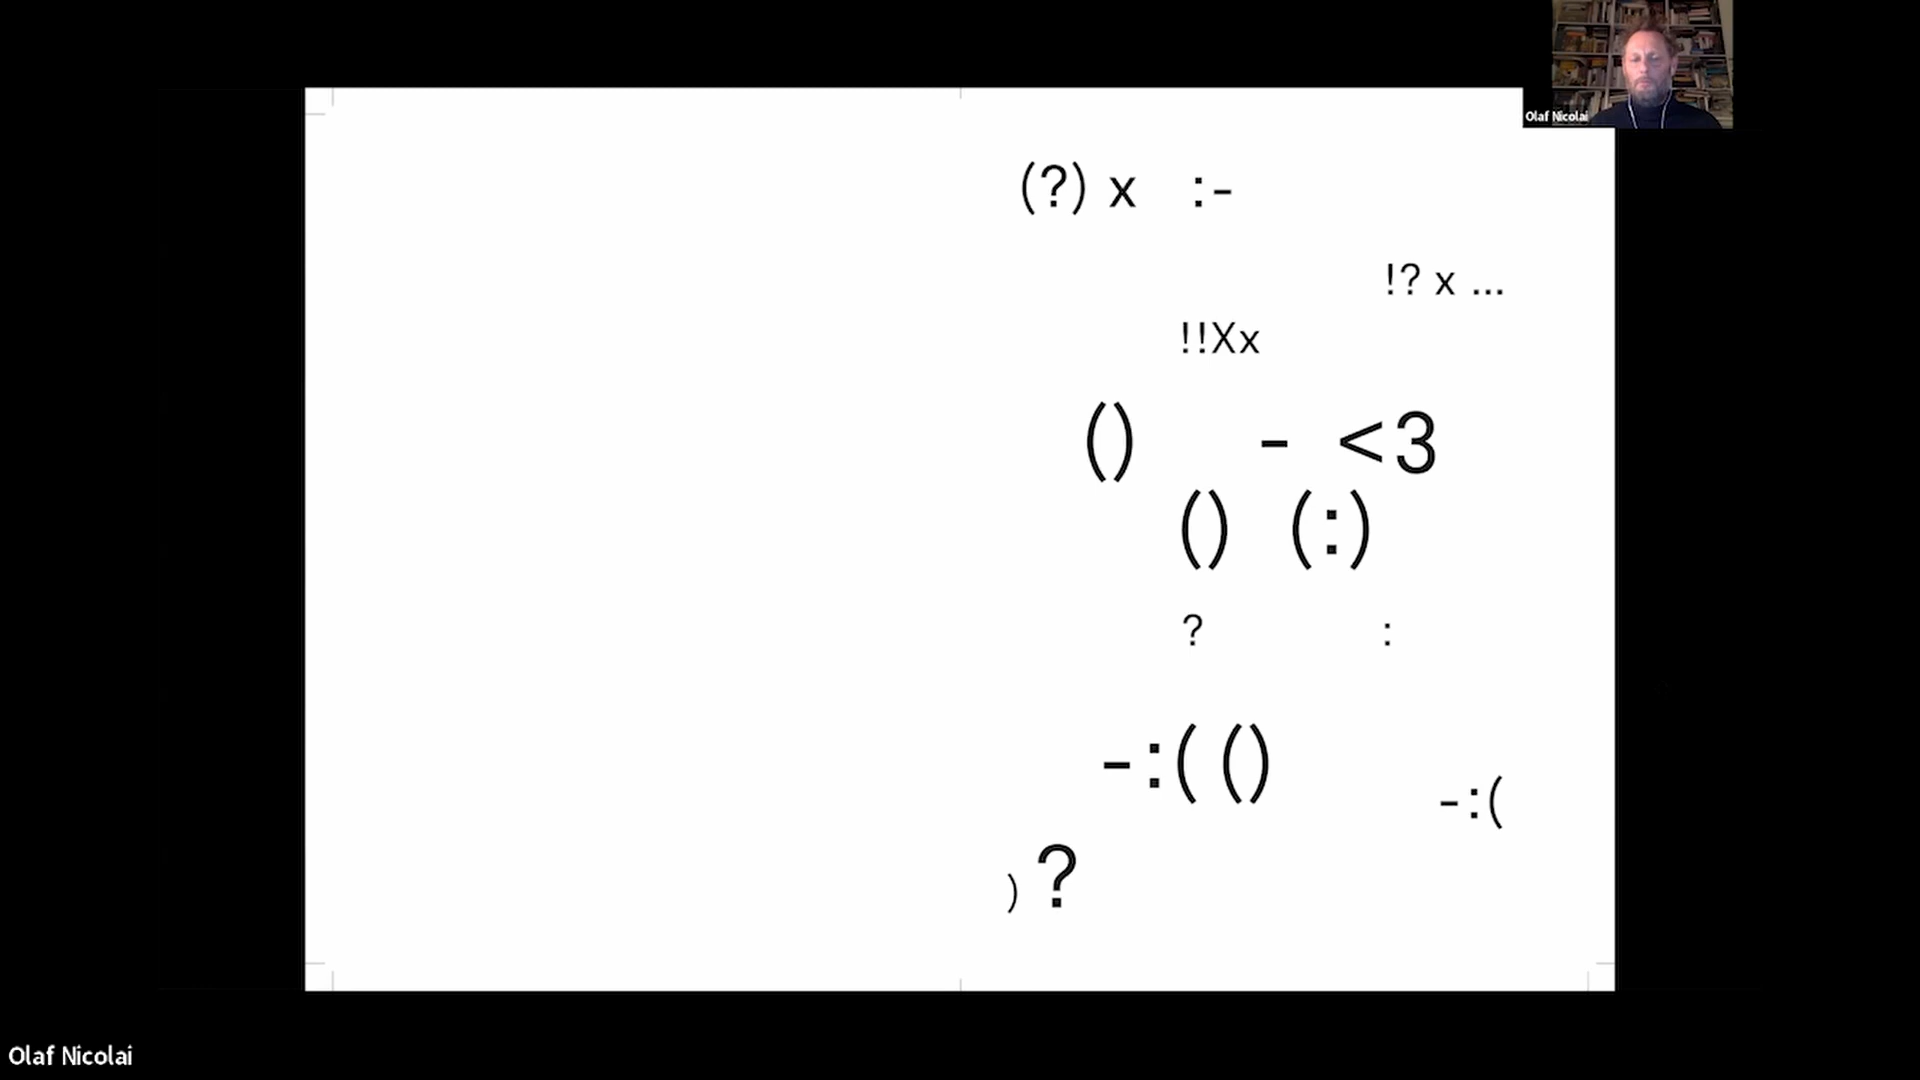 Olaf Nicolai
(?) x :-
!? x ...
!!Xx
() - <3
() (:)
? :
-:( ()
-:(
) ?
Olaf Nicolai